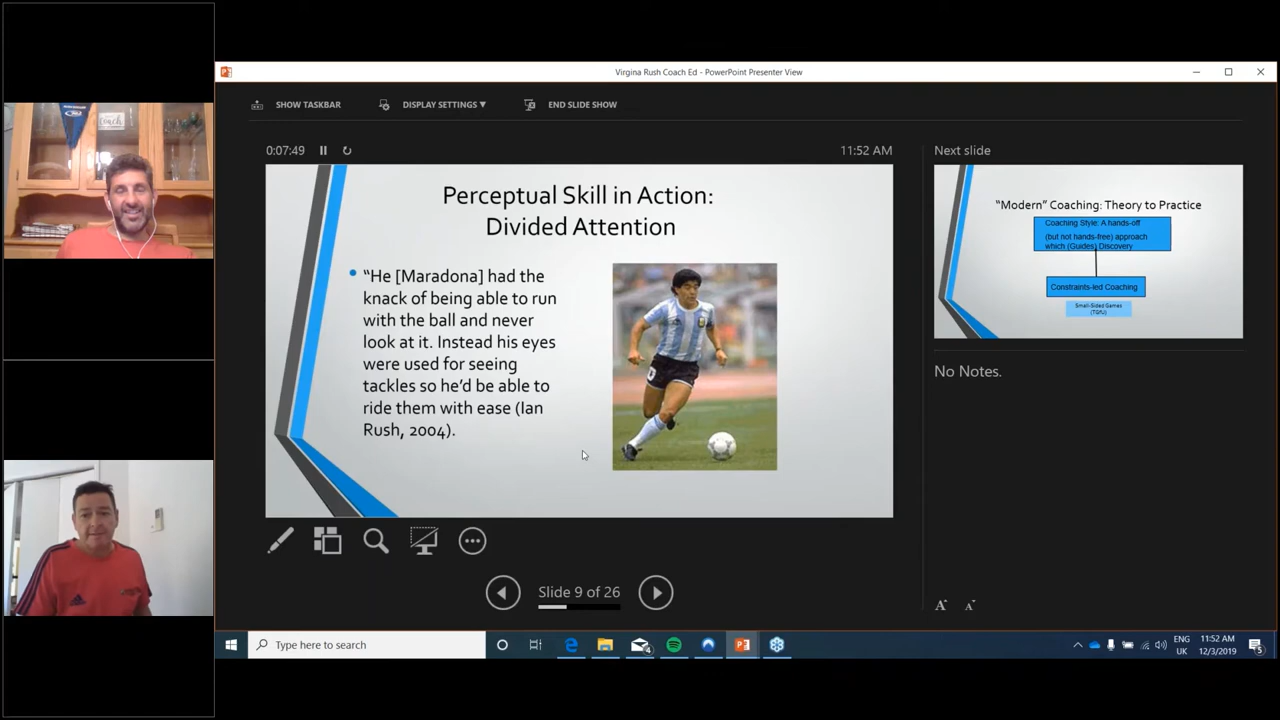 Virgina Rush Coach Ed - PowerPoint Presenter View
SHOW TASKBAR
DISPLAY SETTINGS ▼
END SLIDE SHOW
0:07:49
11:52 AM
Perceptual Skill in Action:
Divided Attention
• “He [Maradona] had the
knack of being able to run
with the ball and never
look at it. Instead his eyes
were used for seeing
tackles so he’d be able to
ride them with ease (Ian
Rush, 2004).
Slide 9 of 26
Next slide
“Modern” Coaching: Theory to Practice
Coaching Style: A hands-off
(but not hands-free) approach
which (Guides) Discovery
Constraints-led Coaching
Small-Sided Games
(TGfU)
No Notes.
A A
Type here to search
ENG
UK
11:52 AM
12/3/2019